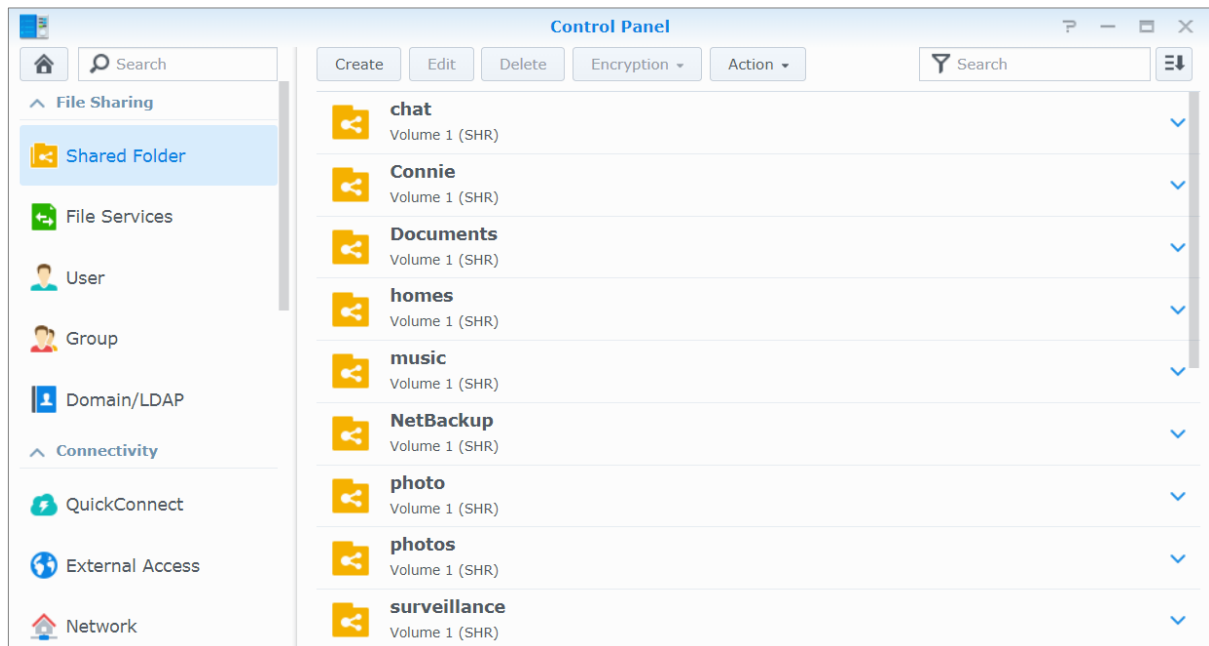 Control Panel
Search
Create Edit Delete Encryption Action Search
File Sharing
Shared Folder
File Services
User
Group
Domain/LDAP
Connectivity
QuickConnect
External Access
Network
chat
Volume 1 (SHR)
Connie
Volume 1 (SHR)
Documents
Volume 1 (SHR)
homes
Volume 1 (SHR)
music
Volume 1 (SHR)
NetBackup
Volume 1 (SHR)
photo
Volume 1 (SHR)
photos
Volume 1 (SHR)
surveillance
Volume 1 (SHR)